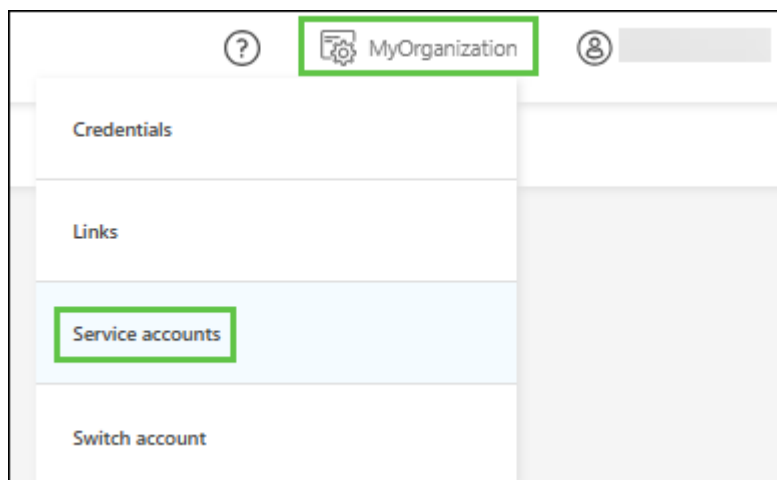 MyOrganization
Credentials
Links
Service accounts
Switch account